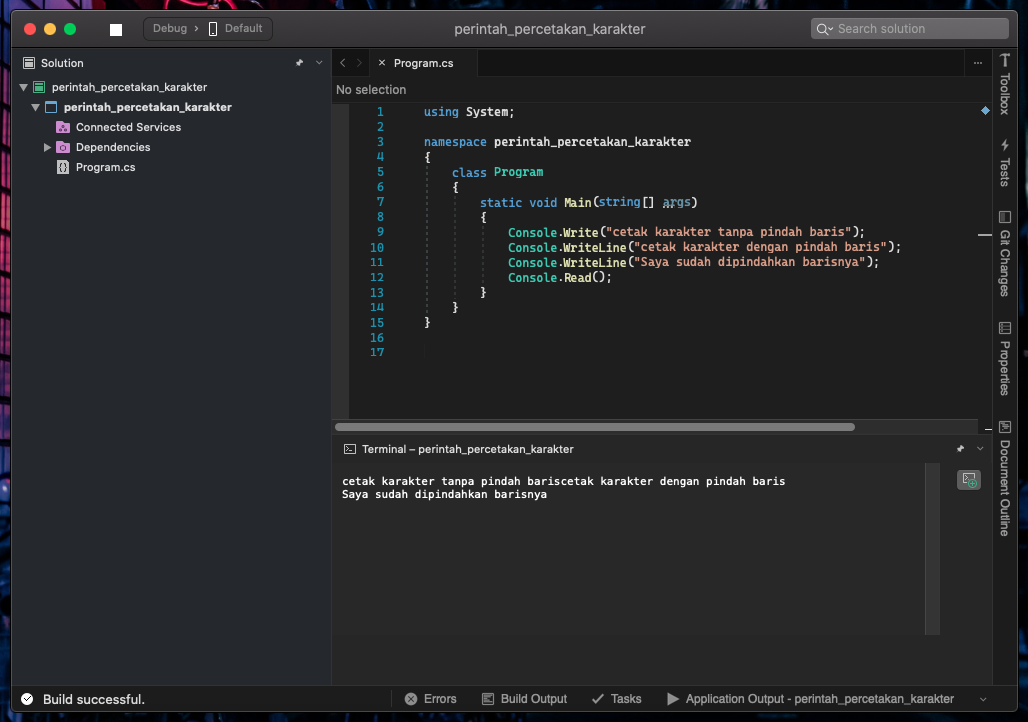 Debug › Default
perintah_percetakan_karakter
Search solution
Solution
perintah_percetakan_karakter
perintah_percetakan_karakter
Connected Services
Dependencies
Program.cs
Program.cs
No selection
1 using System;
2
3 namespace perintah_percetakan_karakter
4 {
5 class Program
6 {
7 static void Main(string[] args)
8 {
9 Console.Write("cetak karakter tanpa pindah baris");
10 Console.WriteLine("cetak karakter dengan pindah baris");
11 Console.WriteLine("Saya sudah dipindahkan barisnya");
12 Console.Read();
13 }
14 }
15 }
16
17
Terminal – perintah_percetakan_karakter
cetak karakter tanpa pindah bariscetak karakter dengan pindah baris
Saya sudah dipindahkan barisnya
Toolbox
Tests
Git Changes
Properties
Document Outline
Build successful.
Errors
Build Output
Tasks
Application Output - perintah_percetakan_karakter